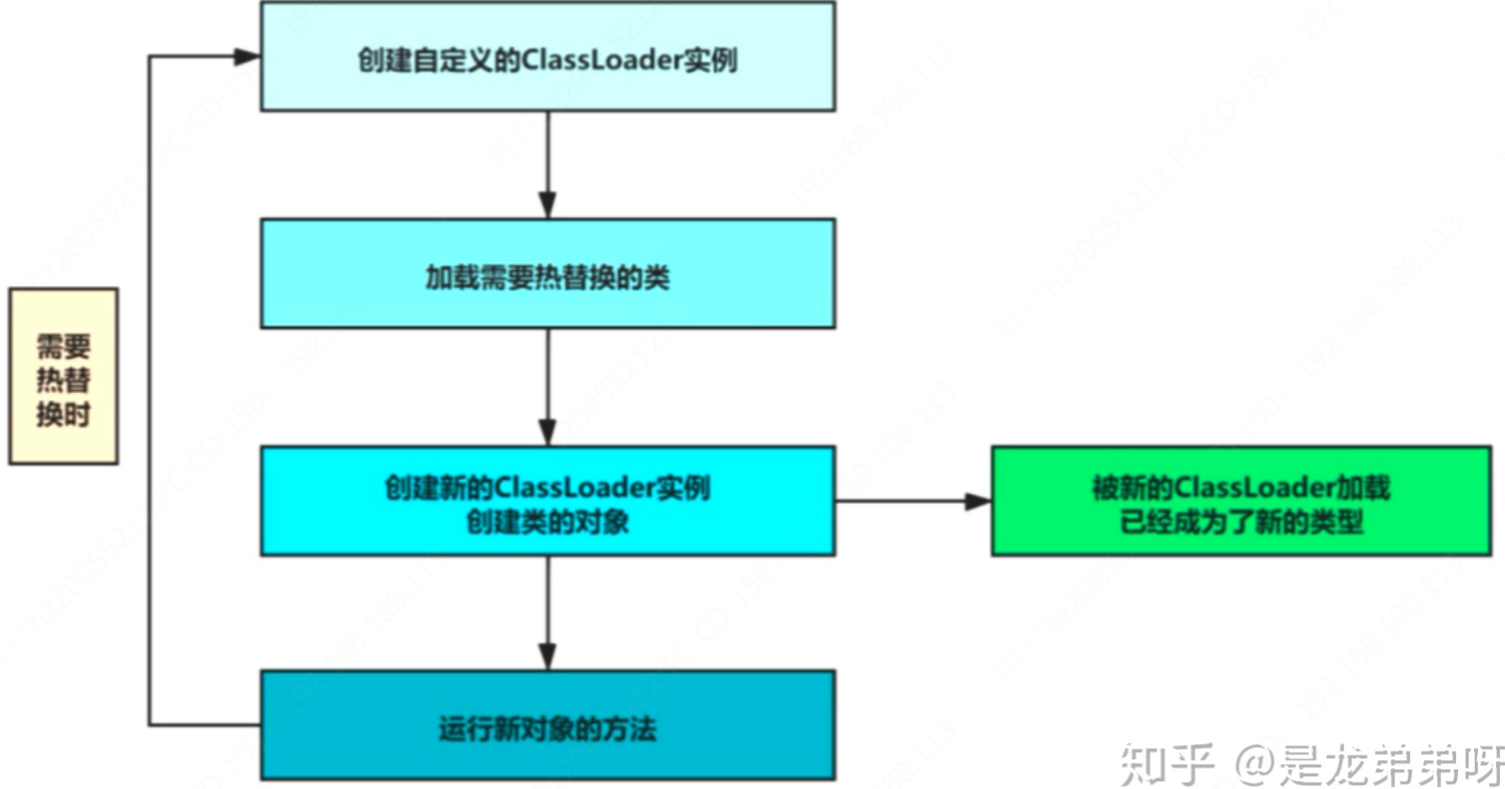 创建自定义的ClassLoader实例
加载需要热替换的类
需要
热替
换时
创建新的ClassLoader实例
创建类的对象
被新的ClassLoader加载
已经成为了新的类型
运行新对象的方法
知乎 @是龙弟弟呀